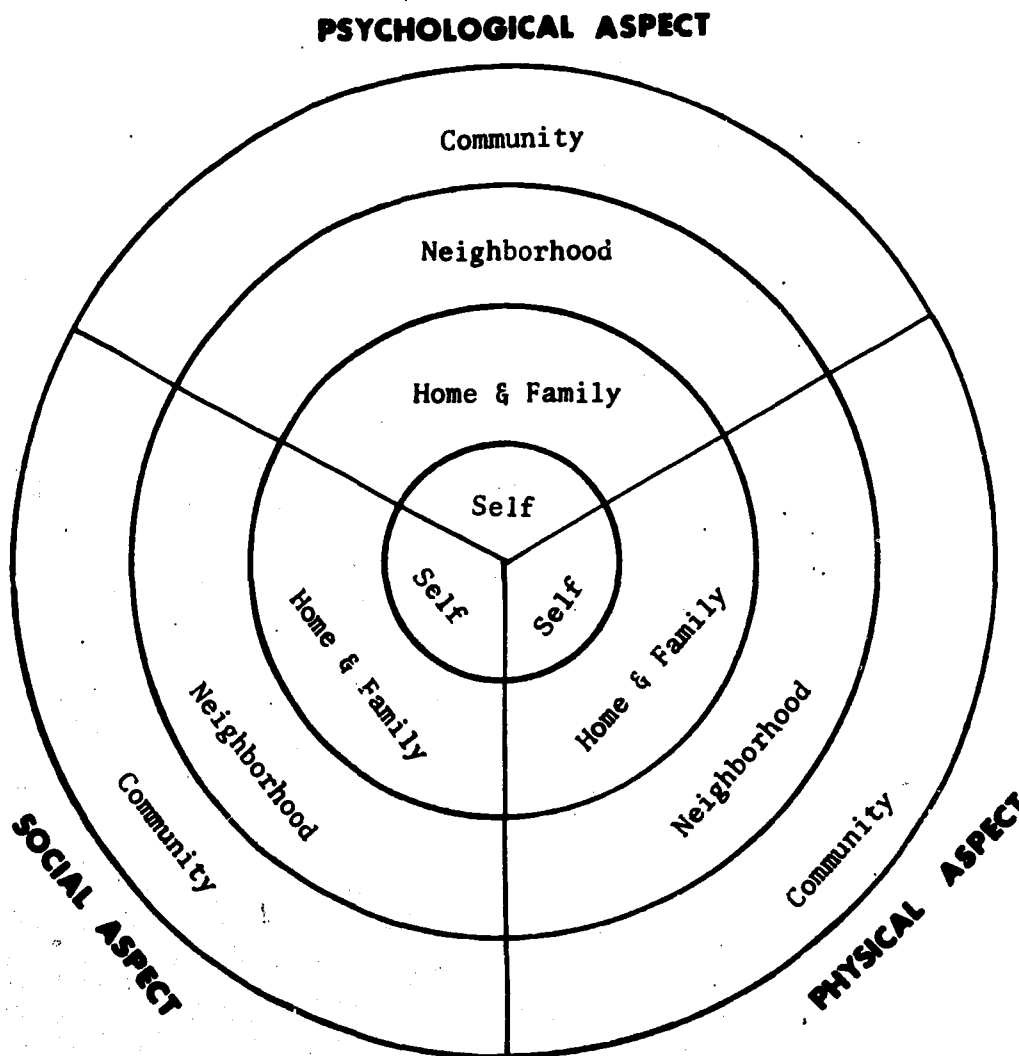 PSYCHOLOGICAL ASPECT
Community
Neighborhood
Home & Family
Self
Self
Home & Family
Neighborhood
Community
SOCIAL ASPECT
Self
Home & Family
Neighborhood
Community
PHYSICAL ASPECT